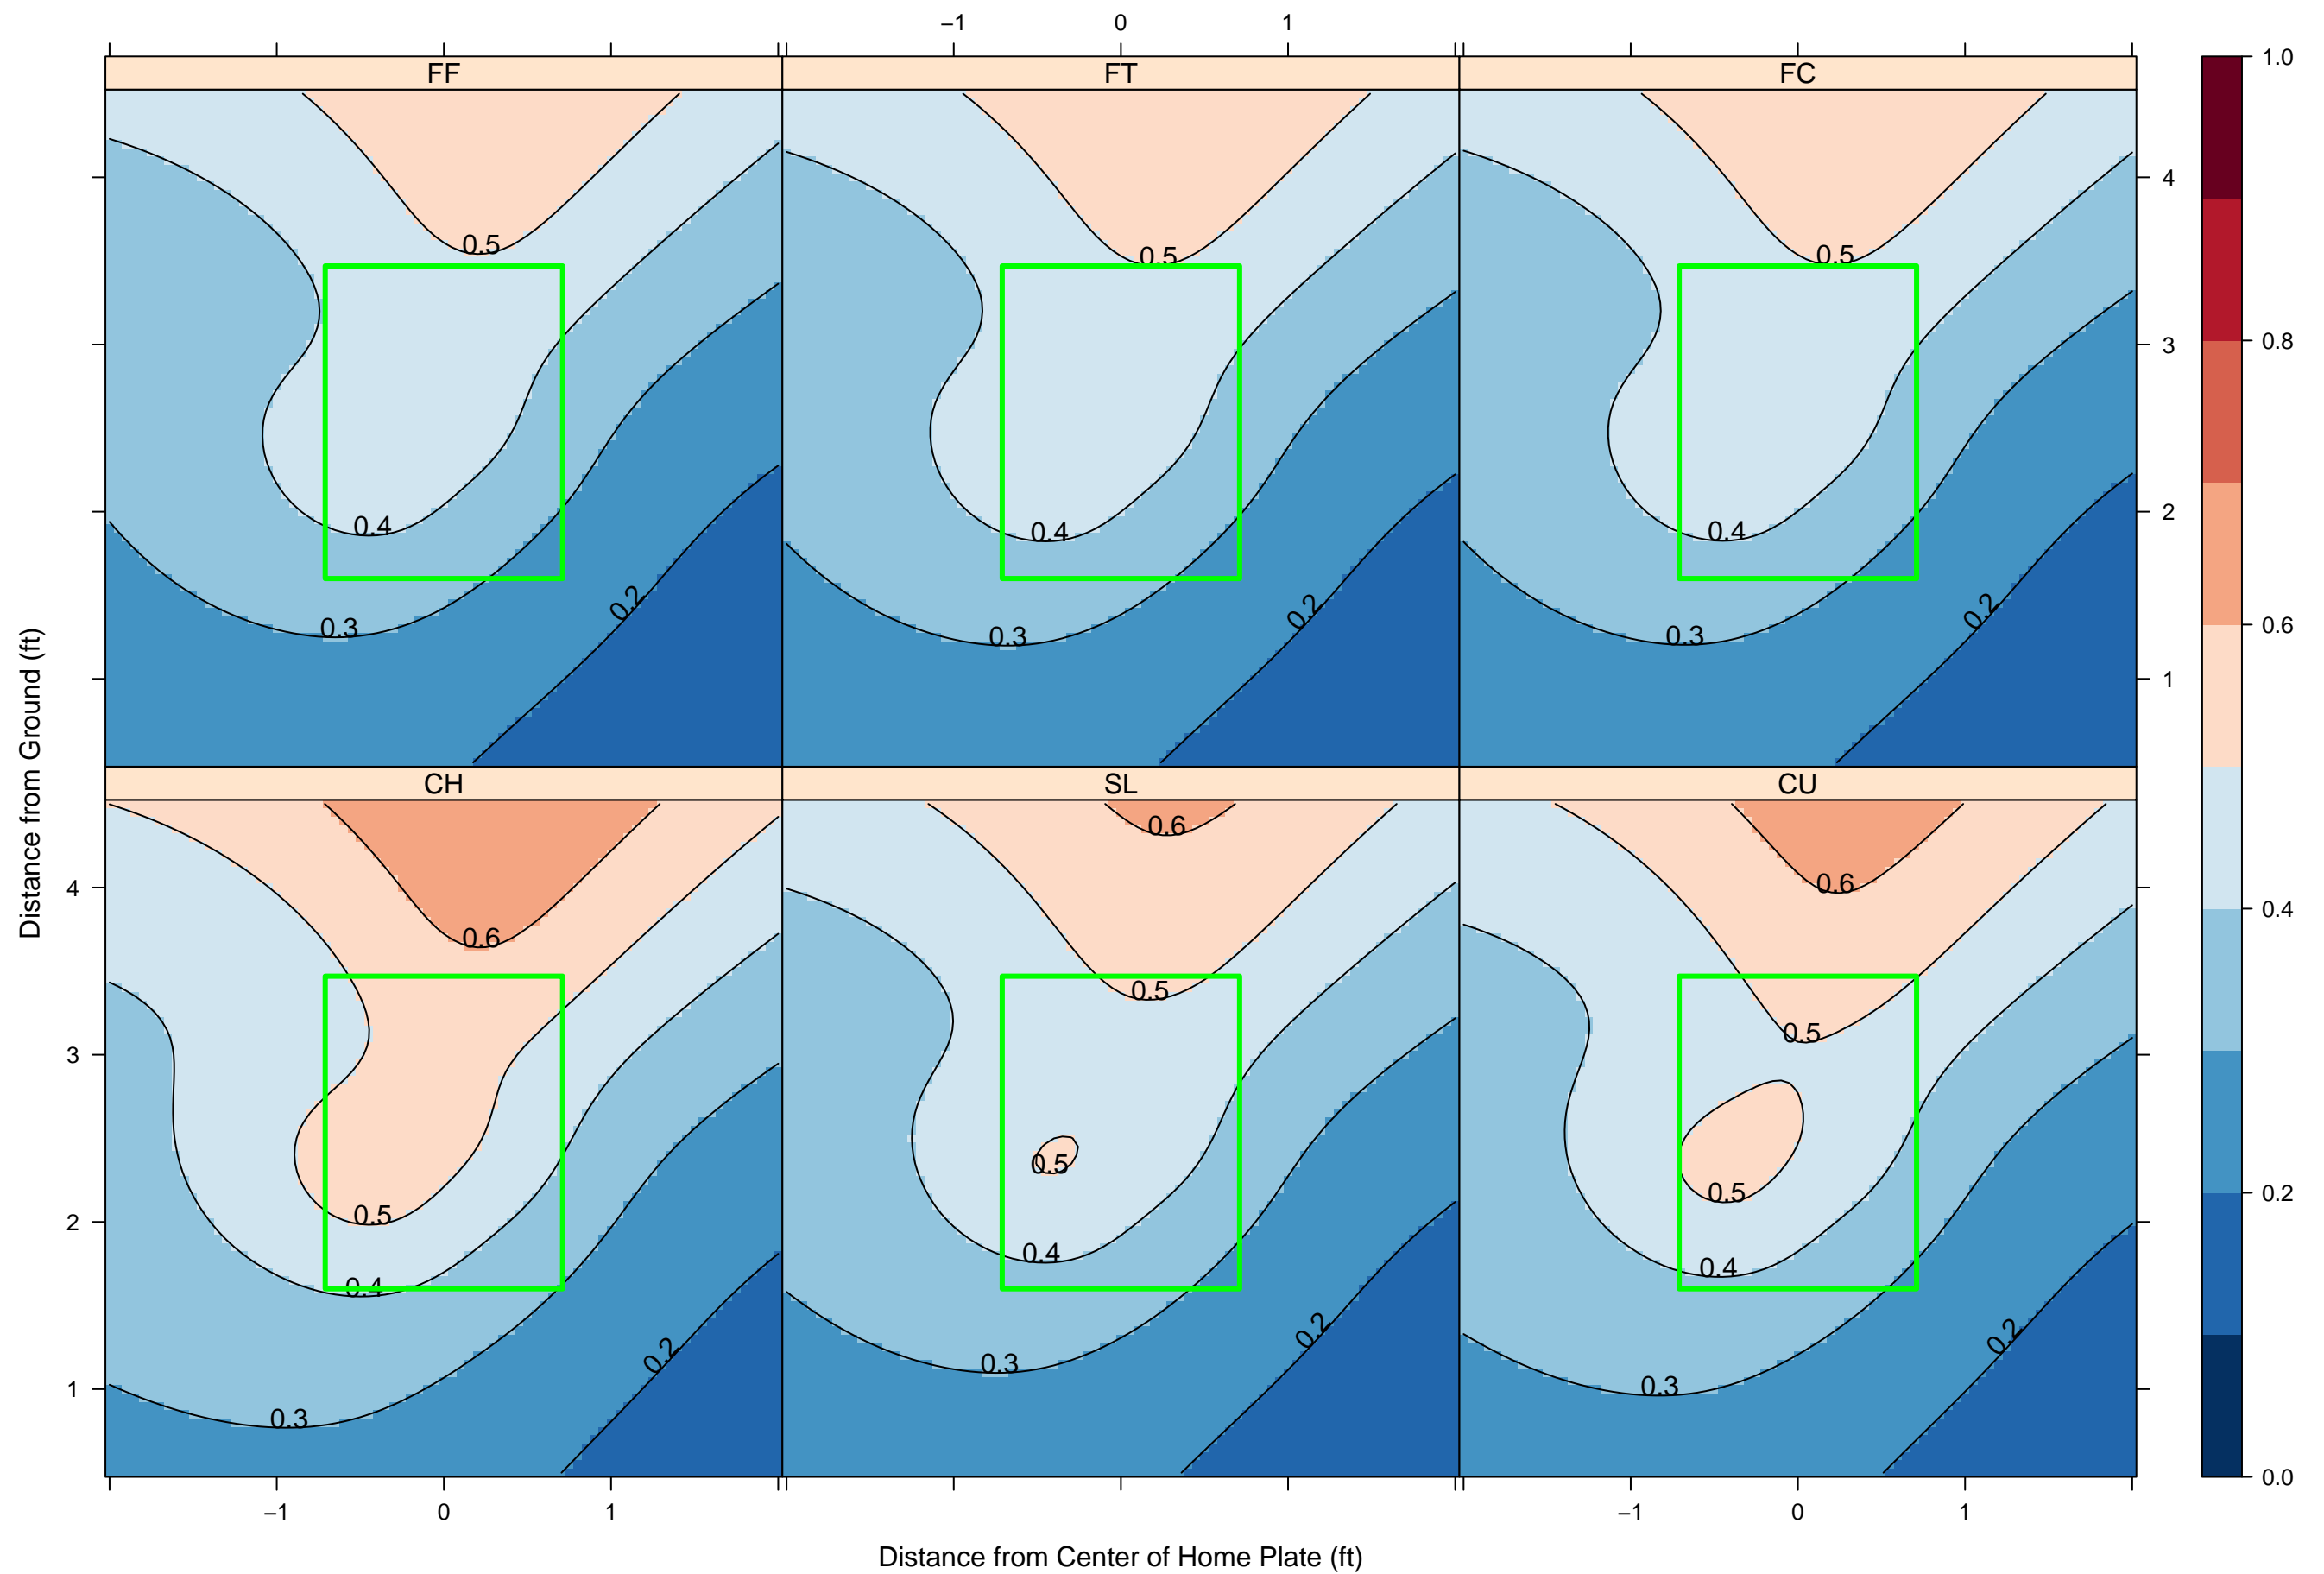 −1 0 1
FF FT FC
1.0
0.5 0.5 0.5
4
3
0.8
0.4 0.4 0.4
2
0.2 0.2 0.2
0.3 0.3 0.3
0.6
1
CH SL CU
0.6 0.6 0.6
4
0.4
0.5 0.5
3
0.5 0.5 0.5
2
0.2
0.4 0.4 0.4
0.2 0.2 0.2
0.3 0.3 0.3
1
0.0
−1 0 1 −1 0 1
Distance from Ground (ft)
Distance from Center of Home Plate (ft)